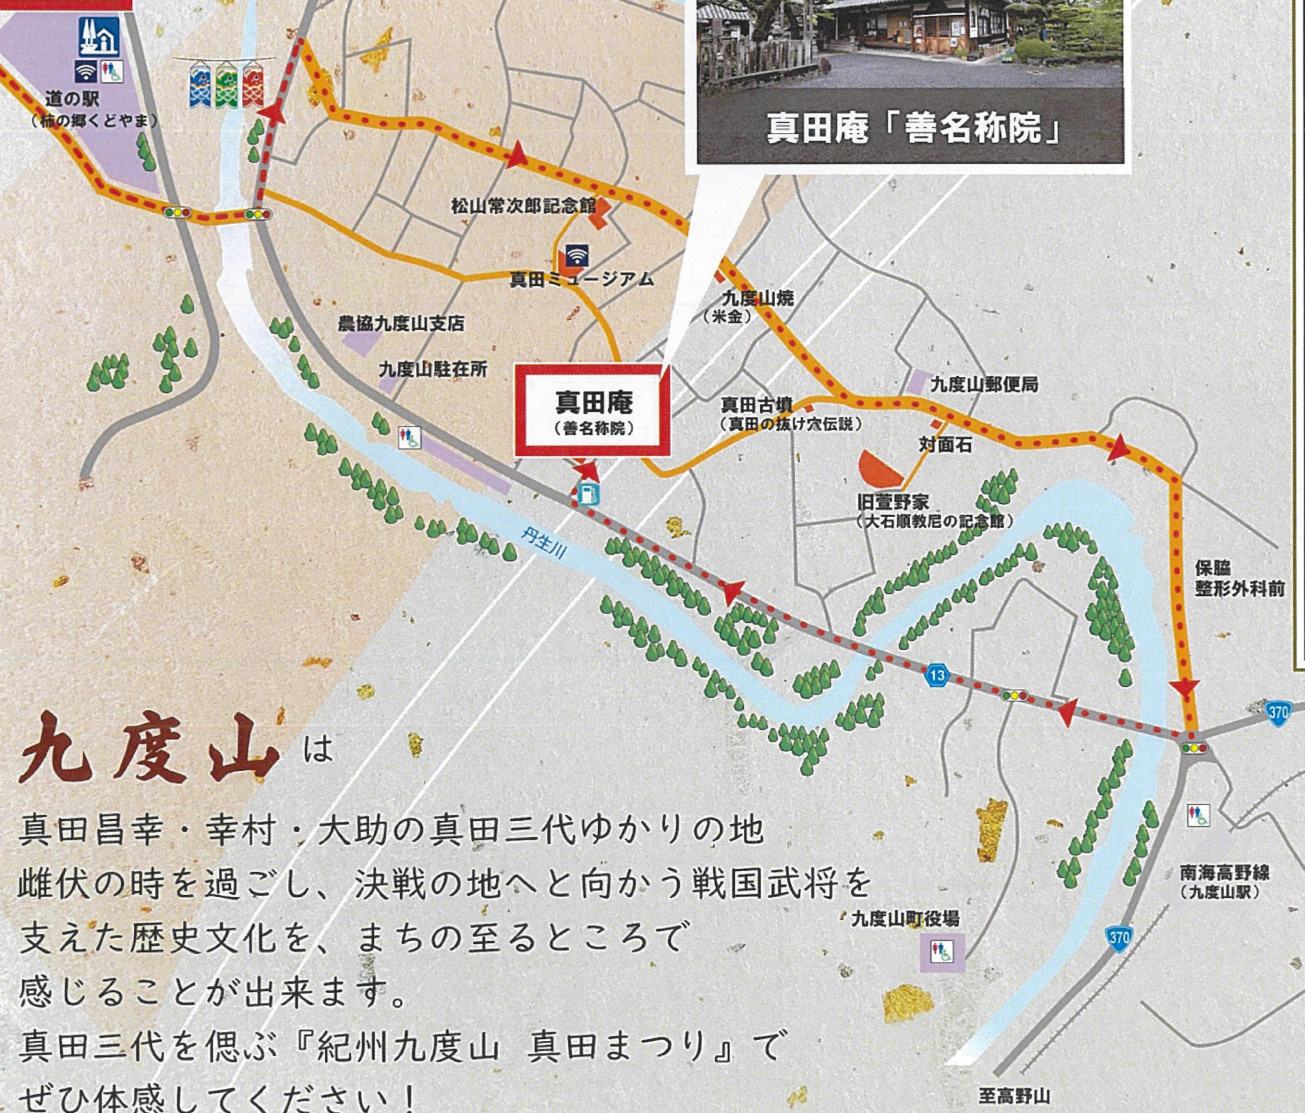 道の駅
(柿の郷くどやま)
真田庵「善名称院」
松山常次郎記念館
真田ミュージアム
九度山焼
(米金)
農協九度山支店
九度山駐在所
真田庵
(善名称院)
真田古墳
(真田の抜け穴伝説)
九度山郵便局
対面石
旧萱野家
(大石順教尼の記念館)
丹生川
保脇
整形外科前
13
370
九度山は
真田昌幸・幸村・大助の真田三代ゆかりの地
雌伏の時を過ごし、決戦の地へと向かう戦国武将を
支えた歴史文化を、まちの至るところで
感じることが出来ます。
真田三代を偲ぶ『紀州九度山 真田まつり』で
ぜひ体感してください！
南海高野線
(九度山駅)
九度山町役場
370
至高野山